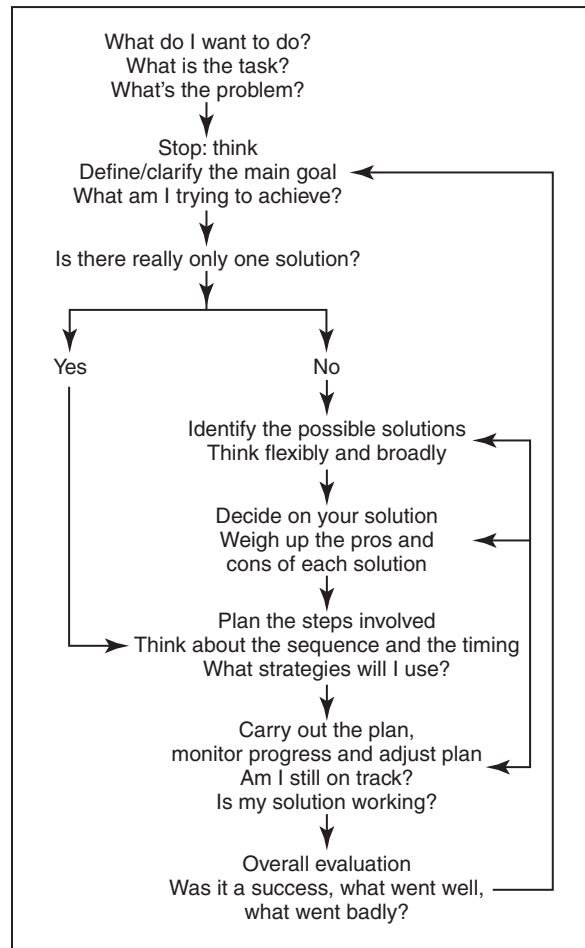 What do I want to do?
What is the task?
What's the problem?
Stop: think
Define/clarify the main goal
What am I trying to achieve?
Is there really only one solution?
Yes
No
Identify the possible solutions
Think flexibly and broadly
Decide on your solution
Weigh up the pros and
cons of each solution
Plan the steps involved
Think about the sequence and the timing
What strategies will I use?
Carry out the plan,
monitor progress and adjust plan
Am I still on track?
Is my solution working?
Overall evaluation
Was it a success, what went well,
what went badly?